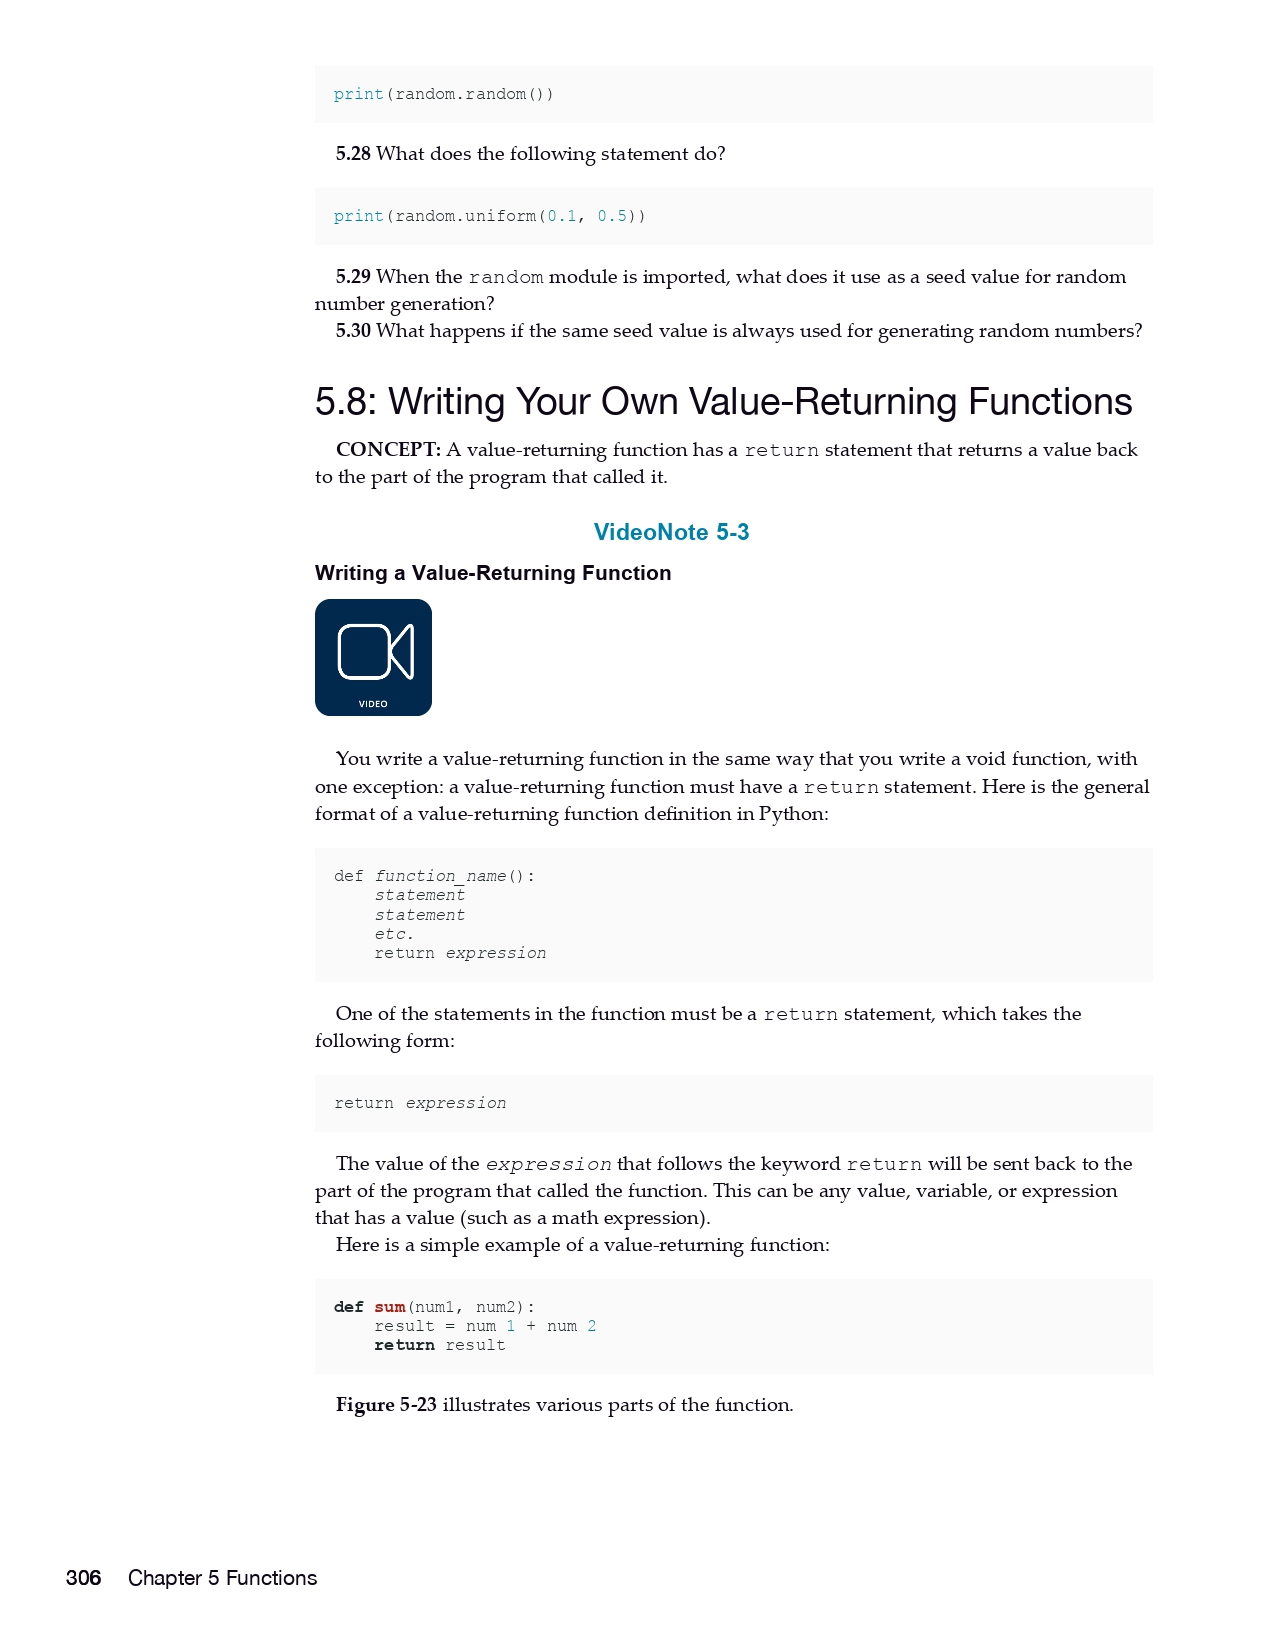 print(random.random())
5.28 What does the following statement do?
print(random.uniform(0.1, 0.5))
5.29 When the random module is imported, what does it use as a seed value for random
number generation?
5.30 What happens if the same seed value is always used for generating random numbers?
5.8: Writing Your Own Value-Returning Functions
CONCEPT: A value-returning function has a return statement that returns a value back
to the part of the program that called it.
VideoNote 5-3
Writing a Value-Returning Function
VIDEO
You write a value-returning function in the same way that you write a void function, with
one exception: a value-returning function must have a return statement. Here is the general
format of a value-returning function definition in Python:
def function_name():
    statement
    statement
    etc.
    return expression
One of the statements in the function must be a return statement, which takes the
following form:
return expression
The value of the expression that follows the keyword return will be sent back to the
part of the program that called the function. This can be any value, variable, or expression
that has a value (such as a math expression).
Here is a simple example of a value-returning function:
def sum(num1, num2):
    result = num 1 + num 2
    return result
Figure 5-23 illustrates various parts of the function.
306 Chapter 5 Functions